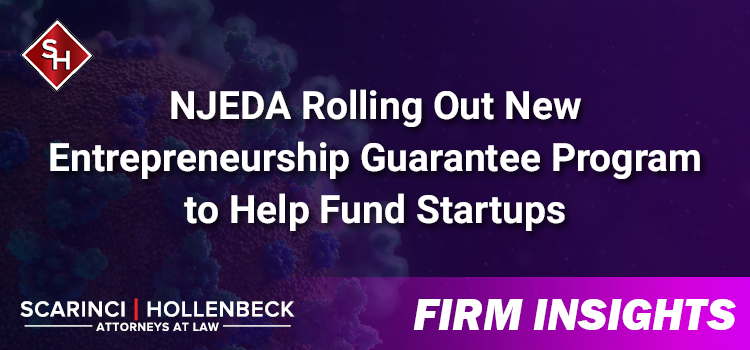 SH
NJEDA Rolling Out New
Entrepreneurship Guarantee Program
to Help Fund Startups
SCARINCI | HOLLENBECK
ATTORNEYS AT LAW
FIRM INSIGHTS